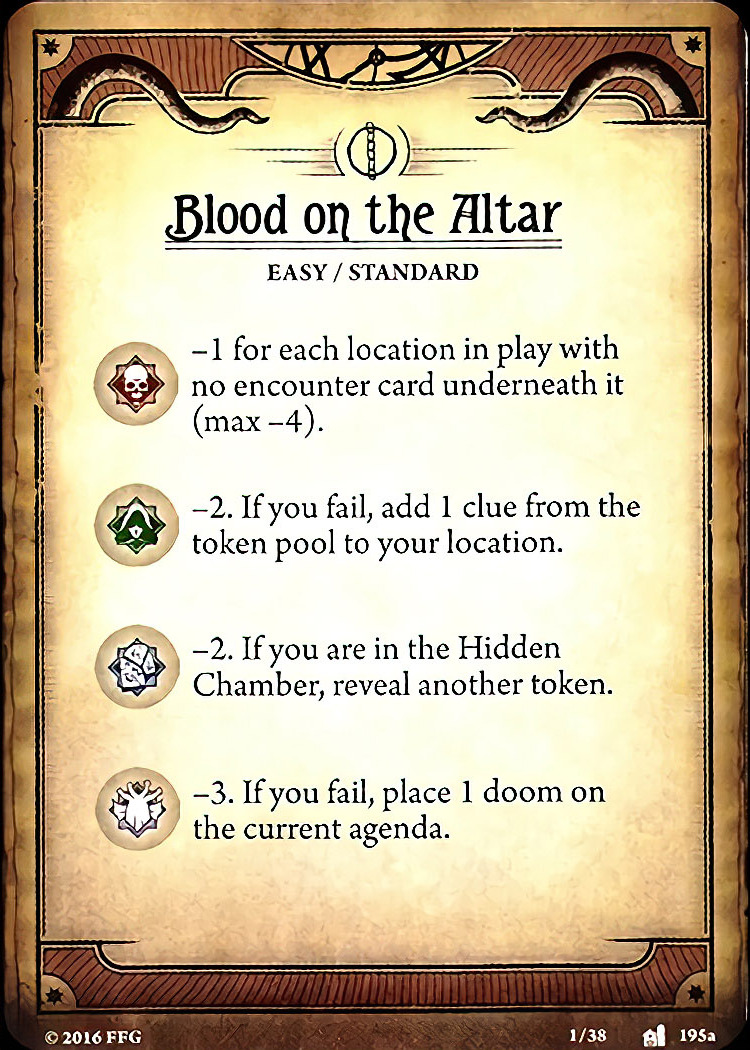 Blood on the Altar
EASY / STANDARD
–1 for each location in play with
no encounter card underneath it
(max –4).
–2. If you fail, add 1 clue from the
token pool to your location.
–2. If you are in the Hidden
Chamber, reveal another token.
–3. If you fail, place 1 doom on
the current agenda.
© 2016 FFG
1/38
195a